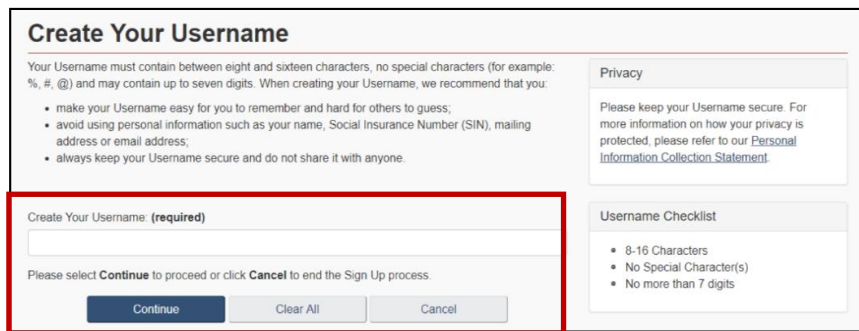 Create Your Username
Your Username must contain between eight and sixteen characters, no special characters (for example:
%, #, @) and may contain up to seven digits. When creating your Username, we recommend that you:
• make your Username easy for you to remember and hard for others to guess;
• avoid using personal information such as your name, Social Insurance Number (SIN), mailing
address or email address;
• always keep your Username secure and do not share it with anyone.
Create Your Username: (required)
Please select Continue to proceed or click Cancel to end the Sign Up process.
Continue Clear All Cancel
Privacy
Please keep your Username secure. For
more information on how your privacy is
protected, please refer to our Personal
Information Collection Statement.
Username Checklist
• 8-16 Characters
• No Special Character(s)
• No more than 7 digits